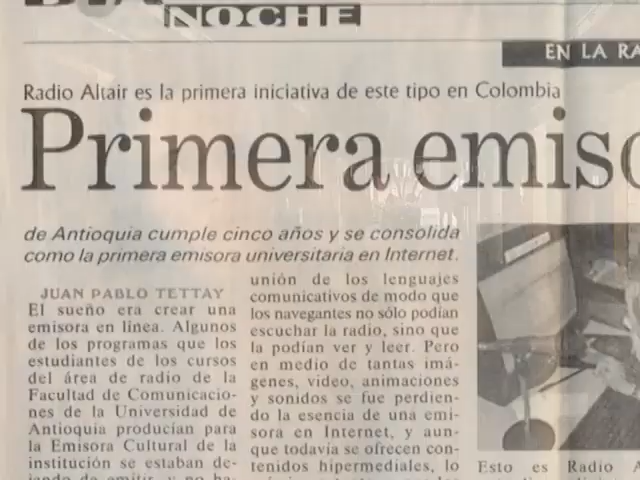 NOCHE
EN LA RA
Radio Altair es la primera iniciativa de este tipo en Colombia
Primera emiso
de Antioquia cumple cinco años y se consolida
como la primera emisora universitaria en Internet.
JUAN PABLO TETTAY
El sueño era crear una
emisora en línea. Algunos
de los programas que los
estudiantes de los cursos
del área de radio de la
Facultad de Comunicacio-
nes de la Universidad de
Antioquia producían para
la Emisora Cultural de la
institución se estaban de-
jando de emitir, y no ha-
unión de los lenguajes
comunicativos de modo que
los navegantes no sólo podían
escuchar la radio, sino que
la podían ver y leer. Pero
en medio de tantas imá-
genes, video, animaciones
y sonidos se fue perdien-
do la esencia de una emi-
sora en Internet, y aun-
que todavía se ofrecen con-
tenidos hipermediales, lo
Esto es Radio A